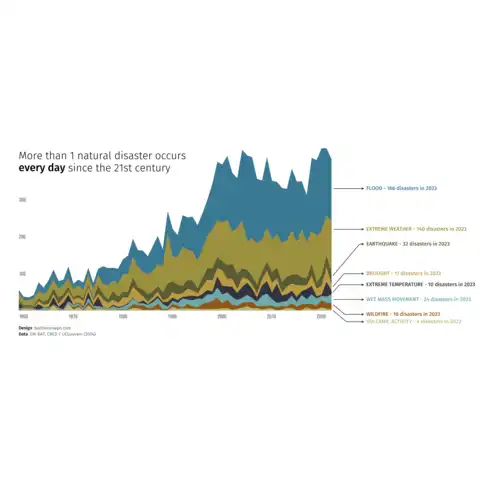 More than 1 natural disaster occurs
every day since the 21st century
300
200
100
1960
1970
1980
1990
2000
2010
2020
FLOOD - 166 disasters in 2023
EXTREME WEATHER - 140 disasters in 2023
EARTHQUAKE - 32 disasters in 2023
DROUGHT - 11 disasters in 2023
EXTREME TEMPERATURE - 10 disasters in 2023
WET MASS MOVEMENT - 24 disasters in 2023
WILDFIRE - 16 disasters in 2023
VOLCANIC ACTIVITY - 4 disasters in 2023
Design:
Data: EM-DAT, CRED / UCLouvain (2024)